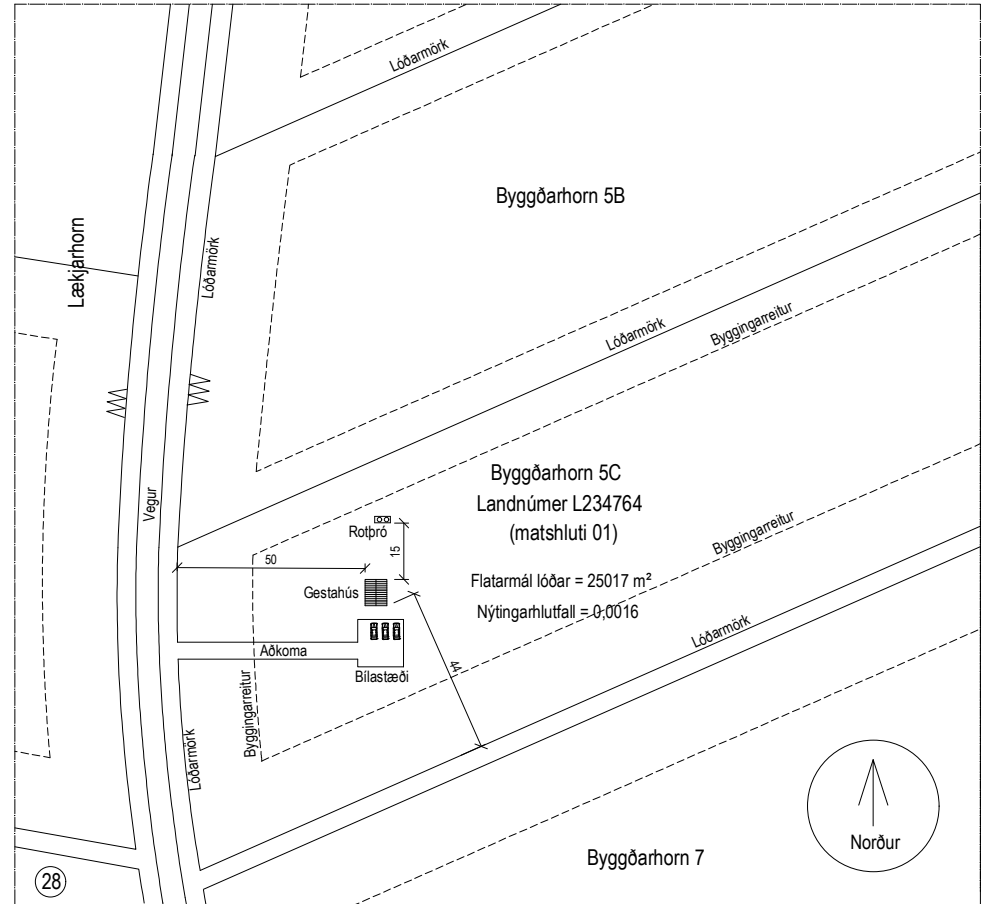 Lóðarmörk
Byggðarhorn 5B
Lækjarhorn
Lóðarmörk
Lóðarmörk
Byggingarreitur
Vegur
Byggðarhorn 5C
Landnúmer L234764
(matshluti 01)
Rotþró
15
50
Gestahús
Flatarmál lóðar = 25017 m²
Nýtingarhlutfall = 0,0016
Byggingarreitur
Lóðarmörk
Aðkoma
Bílastæði
44
Byggingarreitur
Lóðarmörk
Norður
Byggðarhorn 7
28